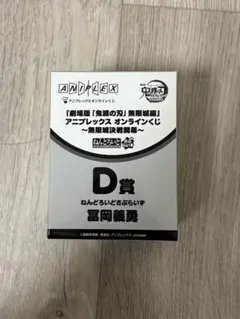 ANIPLEX
アニプレックスオンラインくじ
「劇場版「鬼滅の刃」無限城編」
アニプレックス オンラインくじ
～無限城決戦開幕～
D賞
ねんどろいどさぷらいず
冨岡義勇